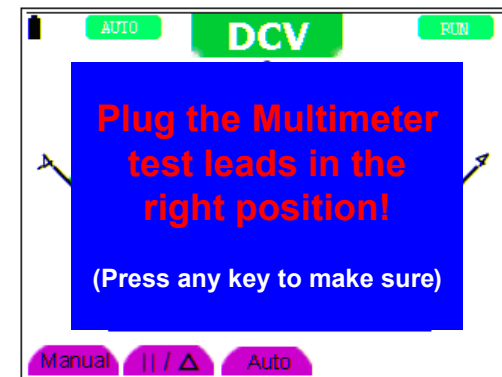 AUTO DCV RUN
Plug the Multimeter
test leads in the
right position!
(Press any key to make sure)
Manual || / Δ Auto